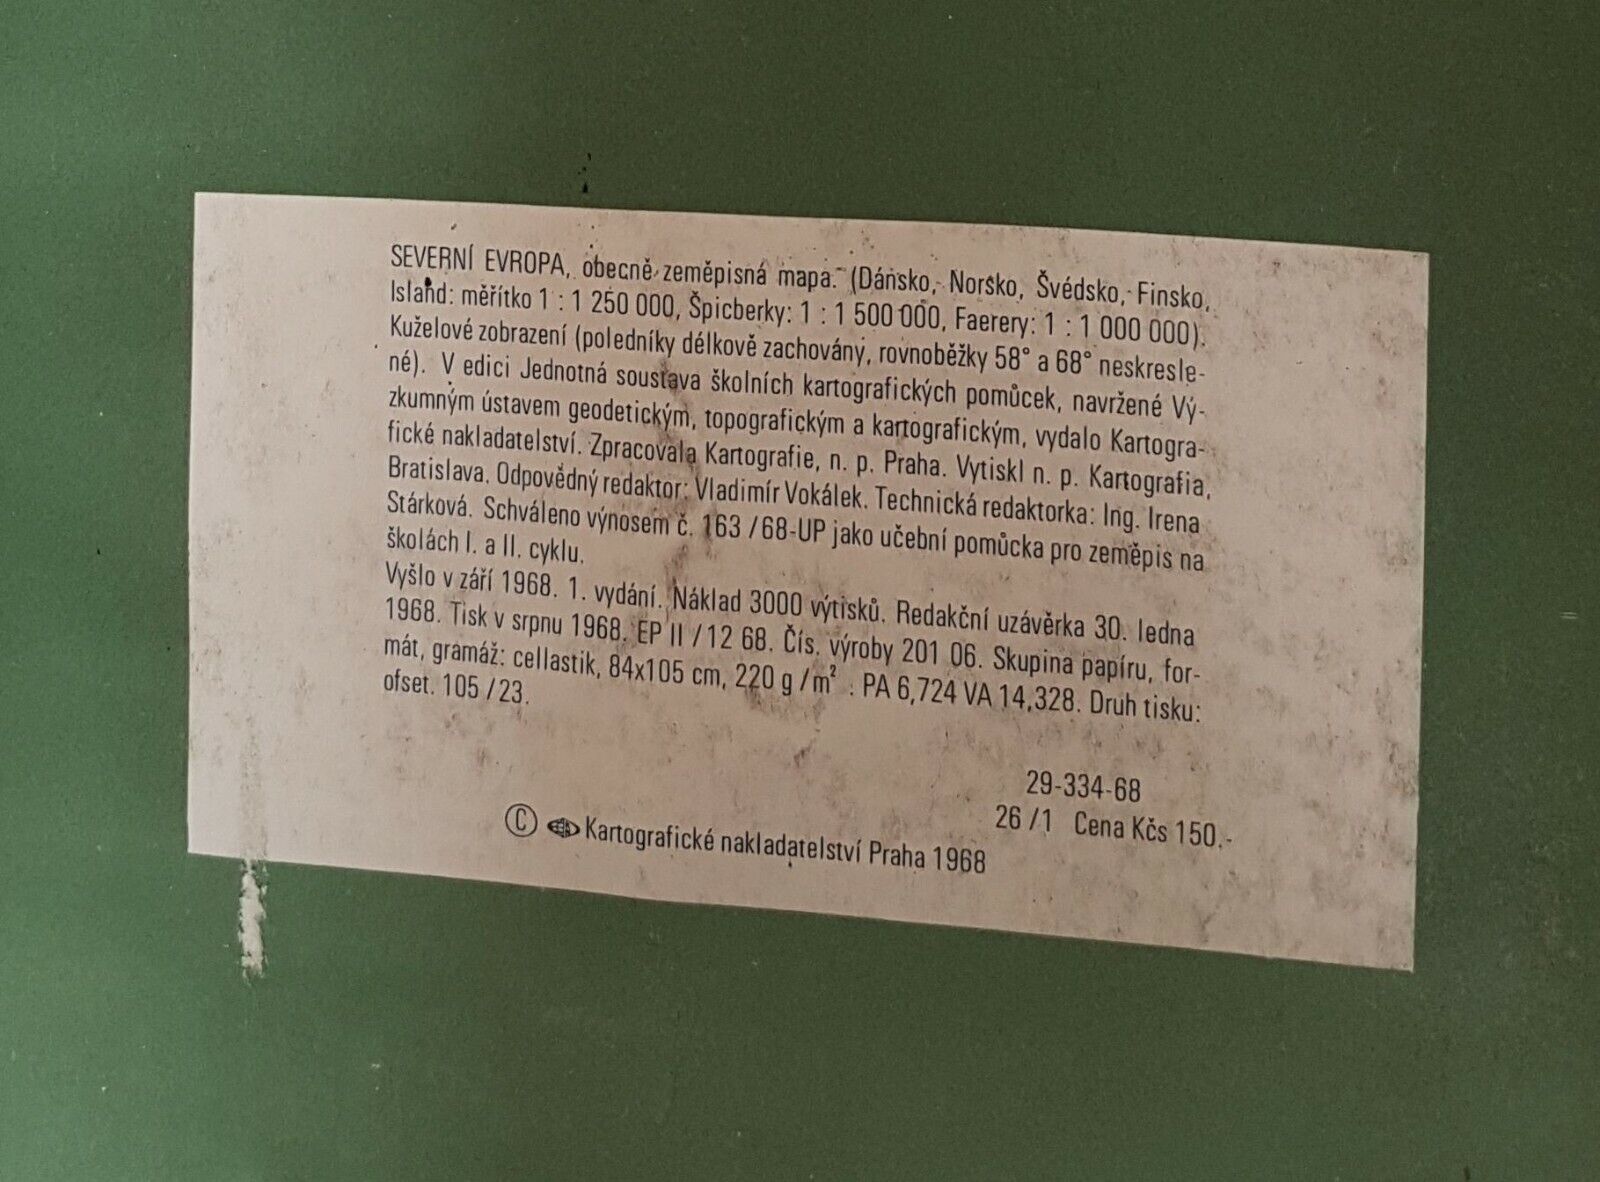 SEVERNÍ EVROPA, obecně zeměpisná mapa. (Dánsko, Norsko, Švédsko, Finsko,
Island: měřítko 1 : 1 250 000, Špicberky: 1 : 1 500 000, Faerery: 1 : 1 000 000).
Kuželové zobrazení (poledníky délkově zachovány, rovnoběžky 58° a 68° neskresle-
né). V edici Jednotná soustava školních kartografických pomůcek, navržené Vý-
zkumným ústavem geodetickým, topografickým a kartografickým, vydalo Kartogra-
fické nakladatelství. Zpracovala Kartografie, n. p. Praha. Vytiskl n. p. Kartografia,
Bratislava. Odpovědný redaktor: Vladimír Vokálek. Technická redaktorka: Ing. Irena
Stárková. Schváleno výnosem č. 163 /68-UP jako učební pomůcka pro zeměpis na
školách I. a II. cyklu.
Vyšlo v září 1968. 1. vydání. Náklad 3000 výtisků. Redakční uzávěrka 30. ledna
1968. Tisk v srpnu 1968. EP II /12 68. Čís. výroby 201 06. Skupina papíru, for-
mát, gramáž: cellastik, 84x105 cm, 220 g /m² . PA 6,724 VA 14,328. Druh tisku:
ofset. 105 /23.
29-334-68
26 /1 Cena Kčs 150.-
© Kartografické nakladatelství Praha 1968